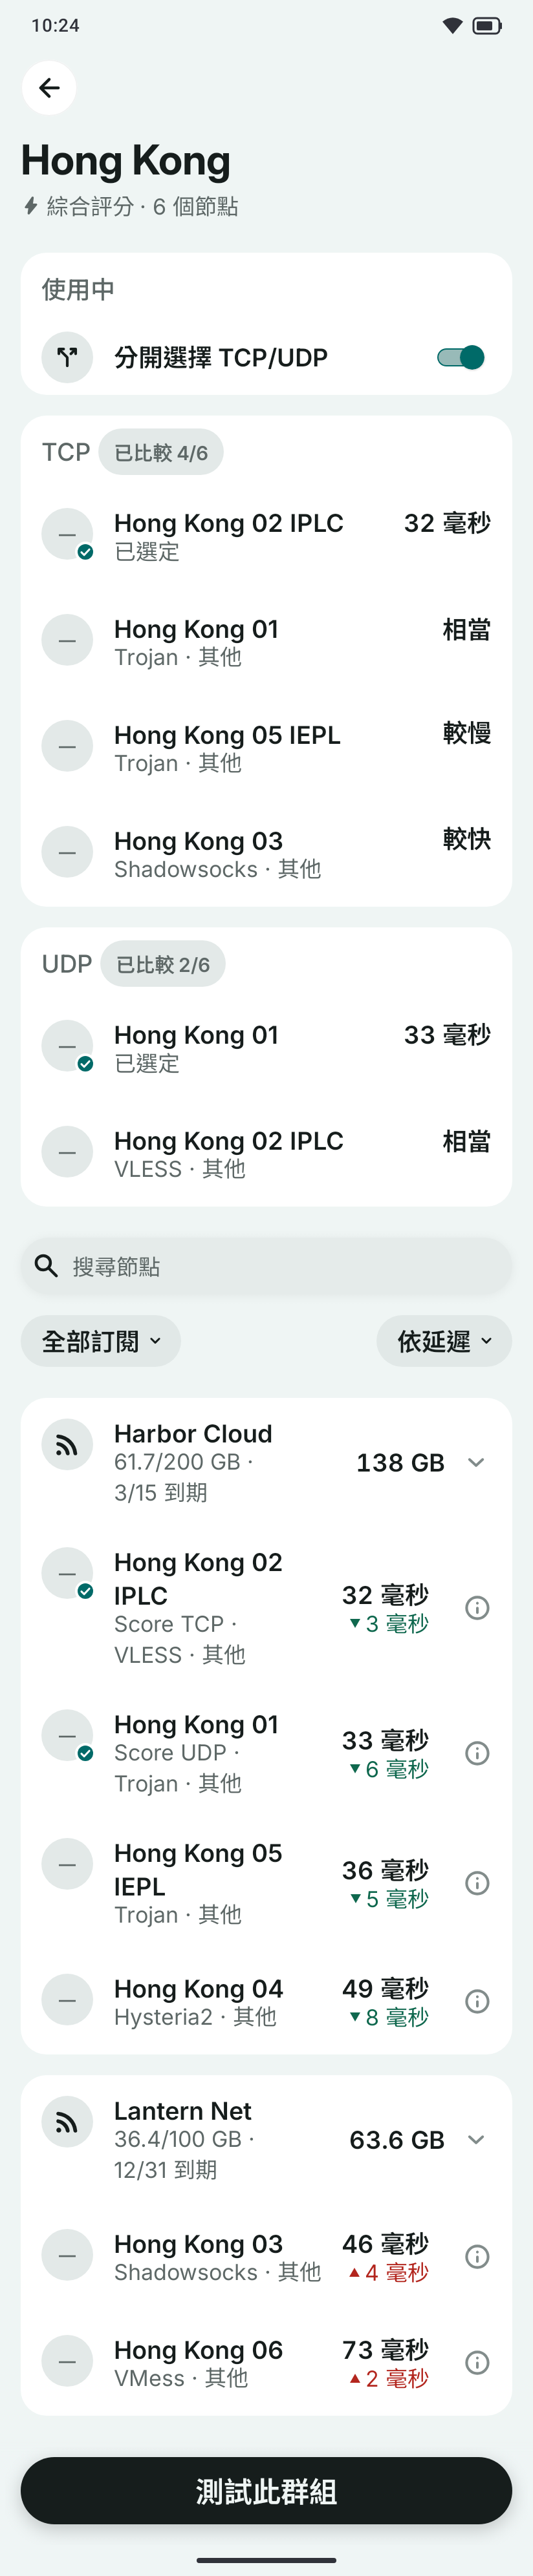 10:24
Hong Kong
綜合評分 · 6 個節點
使用中
分開選擇 TCP/UDP
TCP 已比較 4/6
Hong Kong 02 IPLC 32 毫秒
已選定
Hong Kong 01 相當
Trojan · 其他
Hong Kong 05 IEPL 較慢
Trojan · 其他
Hong Kong 03 較快
Shadowsocks · 其他
UDP 已比較 2/6
Hong Kong 01 33 毫秒
已選定
Hong Kong 02 IPLC 相當
VLESS · 其他
搜尋節點
全部訂閱 依延遲
Harbor Cloud
61.7/200 GB · 138 GB
3/15 到期
Hong Kong 02
IPLC 32 毫秒
Score TCP · ▼3 毫秒
VLESS · 其他
Hong Kong 01 33 毫秒
Score UDP · ▼6 毫秒
Trojan · 其他
Hong Kong 05 36 毫秒
IEPL ▼5 毫秒
Trojan · 其他
Hong Kong 04 49 毫秒
Hysteria2 · 其他 ▼8 毫秒
Lantern Net
36.4/100 GB · 63.6 GB
12/31 到期
Hong Kong 03 46 毫秒
Shadowsocks · 其他 ▲4 毫秒
Hong Kong 06 73 毫秒
VMess · 其他 ▲2 毫秒
測試此群組